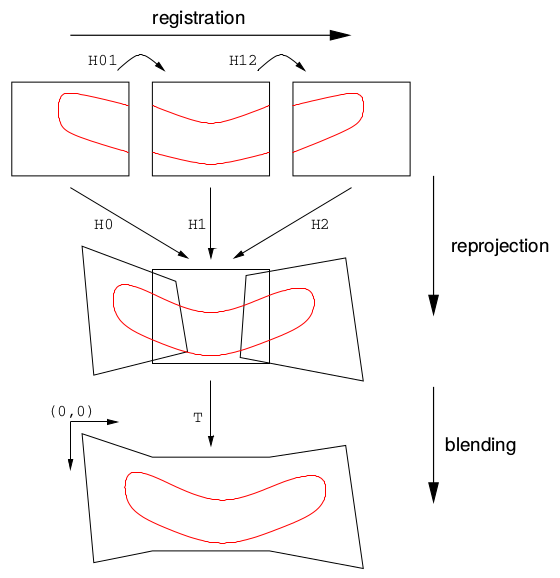 registration
H01
H12
H0
H1
H2
reprojection
(0,0)
T
blending